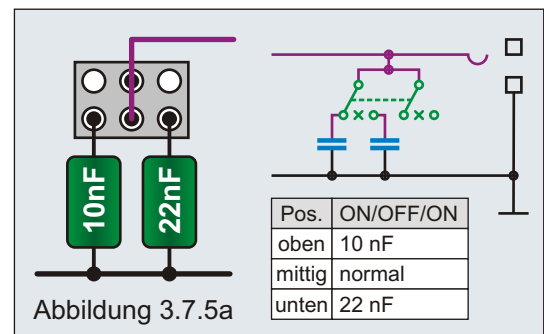 10nF
22nF
Abbildung 3.7.5a
Pos. ON/OFF/ON
oben 10 nF
mittig normal
unten 22 nF